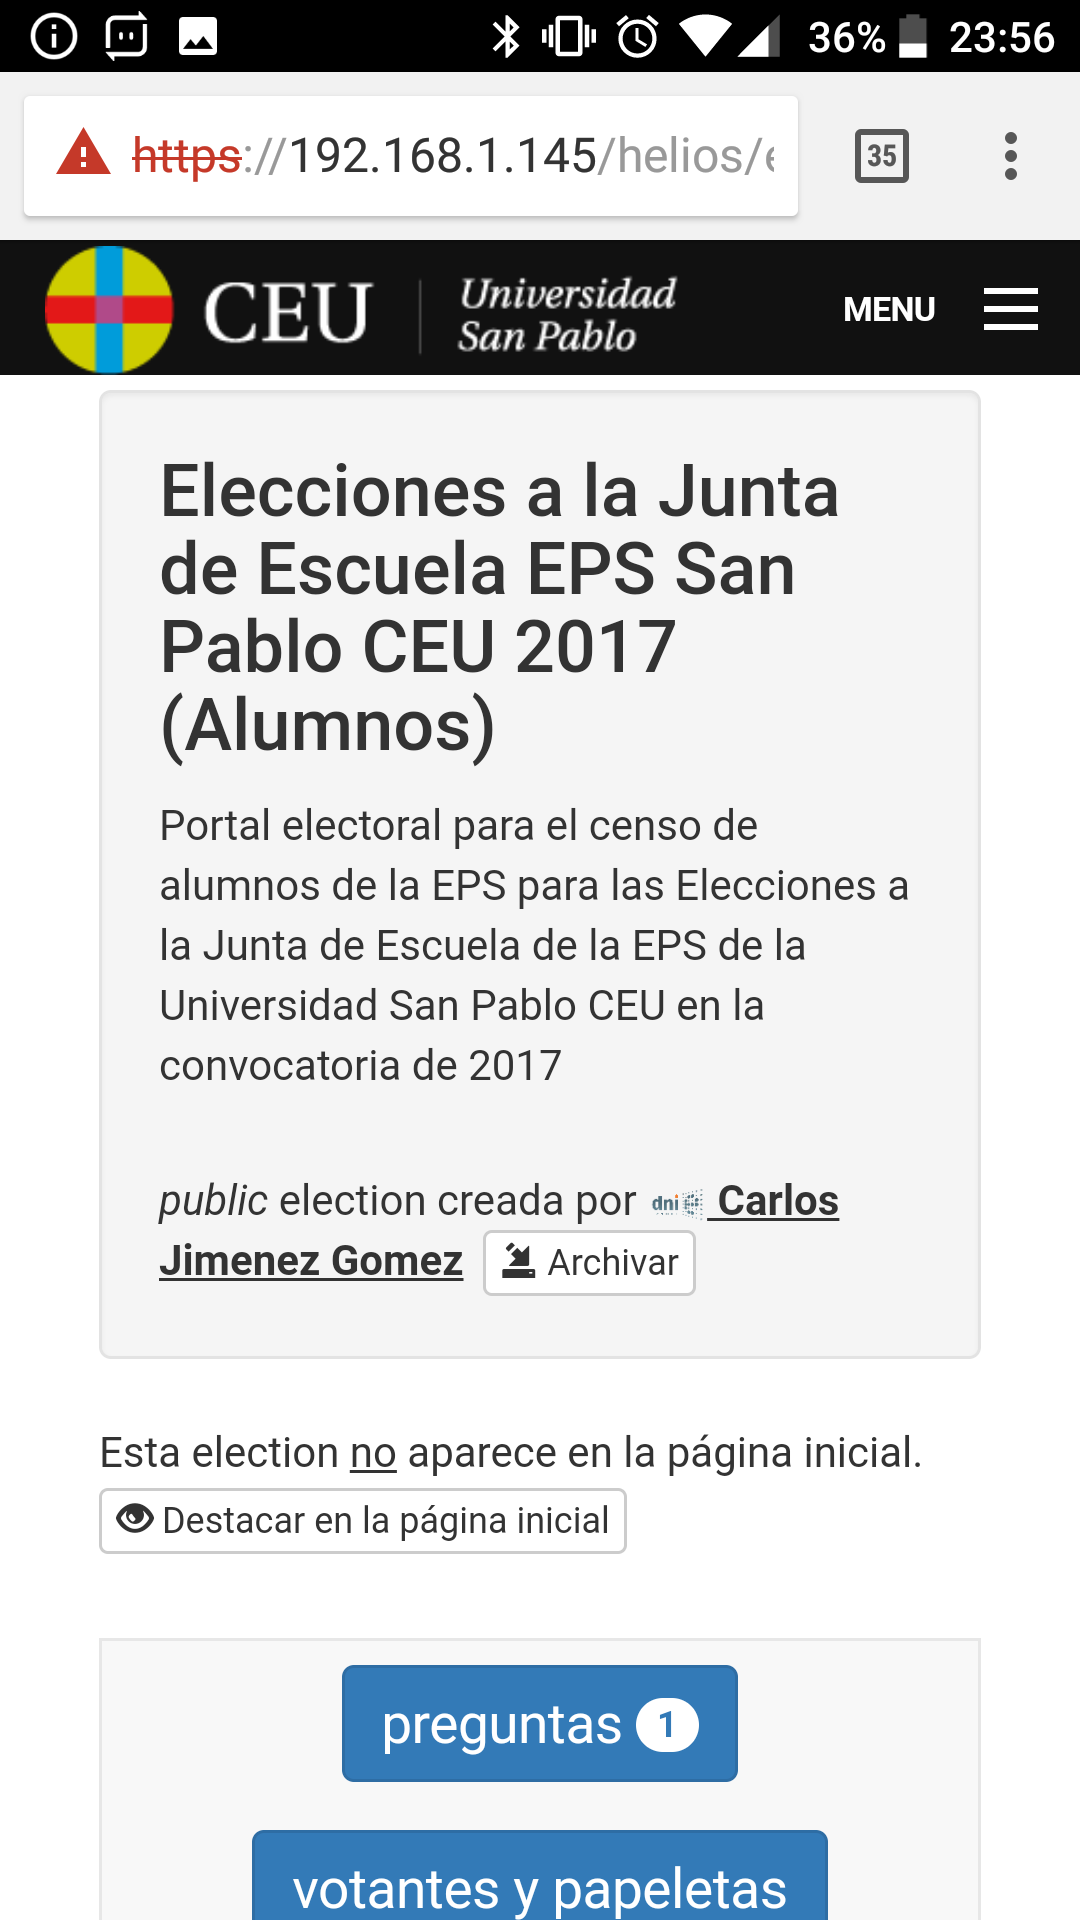 36% 23:56
https://192.168.1.145/helios/e
35
CEU Universidad
San Pablo
MENU
Elecciones a la Junta
de Escuela EPS San
Pablo CEU 2017
(Alumnos)
Portal electoral para el censo de
alumnos de la EPS para las Elecciones a
la Junta de Escuela de la EPS de la
Universidad San Pablo CEU en la
convocatoria de 2017
public election creada por dni Carlos
Jimenez Gomez Archivar
Esta election no aparece en la página inicial.
Destacar en la página inicial
preguntas 1
votantes y papeletas